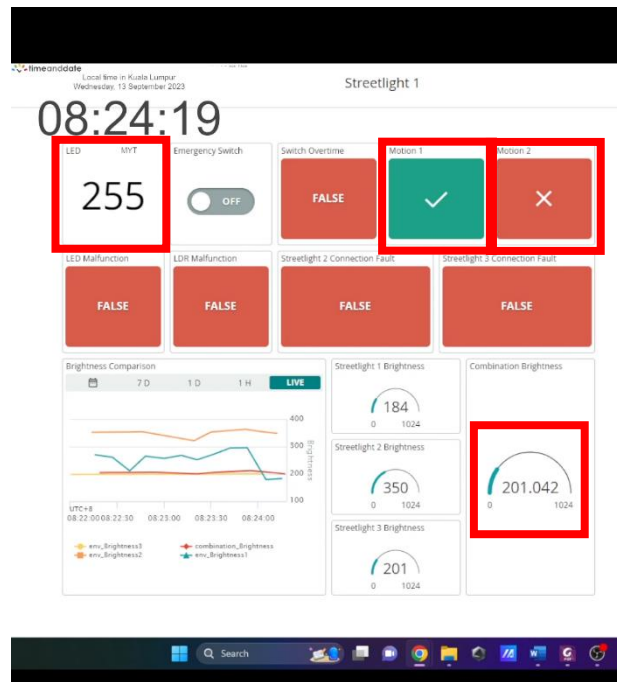 timeanddate
Local time in Kuala Lumpur
Wednesday, 13 September 2023
Streetlight 1
08:24:19
LED MYT
Emergency Switch
Switch Overtime
Motion 1
Motion 2
255
OFF
FALSE
LED Malfunction
LDR Malfunction
Streetlight 2 Connection Fault
Streetlight 3 Connection Fault
FALSE
FALSE
FALSE
FALSE
Brightness Comparison
7 D
1 D
1 H
LIVE
400
300
200
100
Brightness
UTC+8
08:22:00
08:22:50
08:23:00
08:23:30
08:24:00
env_Brightness3
combination_Brightness
env_Brightness2
env_Brightness1
Streetlight 1 Brightness
184
0 1024
Streetlight 2 Brightness
350
0 1024
Streetlight 3 Brightness
201
0 1024
Combination Brightness
201.042
0 1024
Search